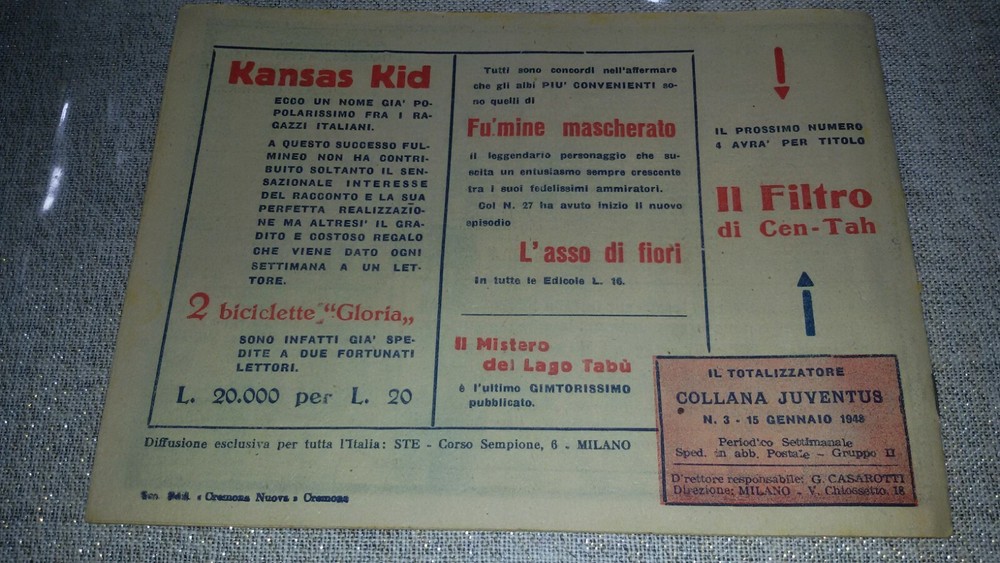 Kansas Kid
ECCO UN NOME GIA' PO-
POLARISSIMO FRA I RA-
GAZZI ITALIANI.
A QUESTO SUCCESSO FUL-
MINEO NON HA CONTRI-
BUITO SOLTANTO IL SEN-
SAZIONALE INTERESSE
DEL RACCONTO E LA SUA
PERFETTA REALIZZAZIO-
NE MA ALTRESI' IL GRA-
DITO E COSTOSO REGALO
CHE VIENE DATO OGNI
SETTIMANA A UN LET-
TORE.
2 biciclette "Gloria„
SONO INFATTI GIA' SPE-
DITE A DUE FORTUNATI
LETTORI.
L. 20.000 per L. 20
Tutti sono concordi nell'affermare
che gli albi PIU' CONVENIENTI so-
no quelli di
Fu'mine mascherato
il leggendario personaggio che su-
scita un entusiasmo sempre crescente
tra i suoi fedelissimi ammiratori.
Col N. 27 ha avuto inizio il nuovo
episodio
L'asso di fiori
In tutte le Edicole L. 16.
Il Mistero
del Lago Tabù
è l'ultimo GIMTORISSIMO
pubblicato.
IL PROSSIMO NUMERO
4 AVRA' PER TITOLO
Il Filtro
di Cen-Tah
IL TOTALIZZATORE
COLLANA JUVENTUS
N. 3 - 15 GENNAIO 1948
Periodico Settimanale
Sped. in abb. Postale - Gruppo II
D'rettore responsabile: G. CASAROTTI
Direzione: MILANO - V. Chiossetto, 18
Diffusione esclusiva per tutta l'Italia: STE - Corso Sempione, 6 - MILANO
Cremona Nuova - Cremona